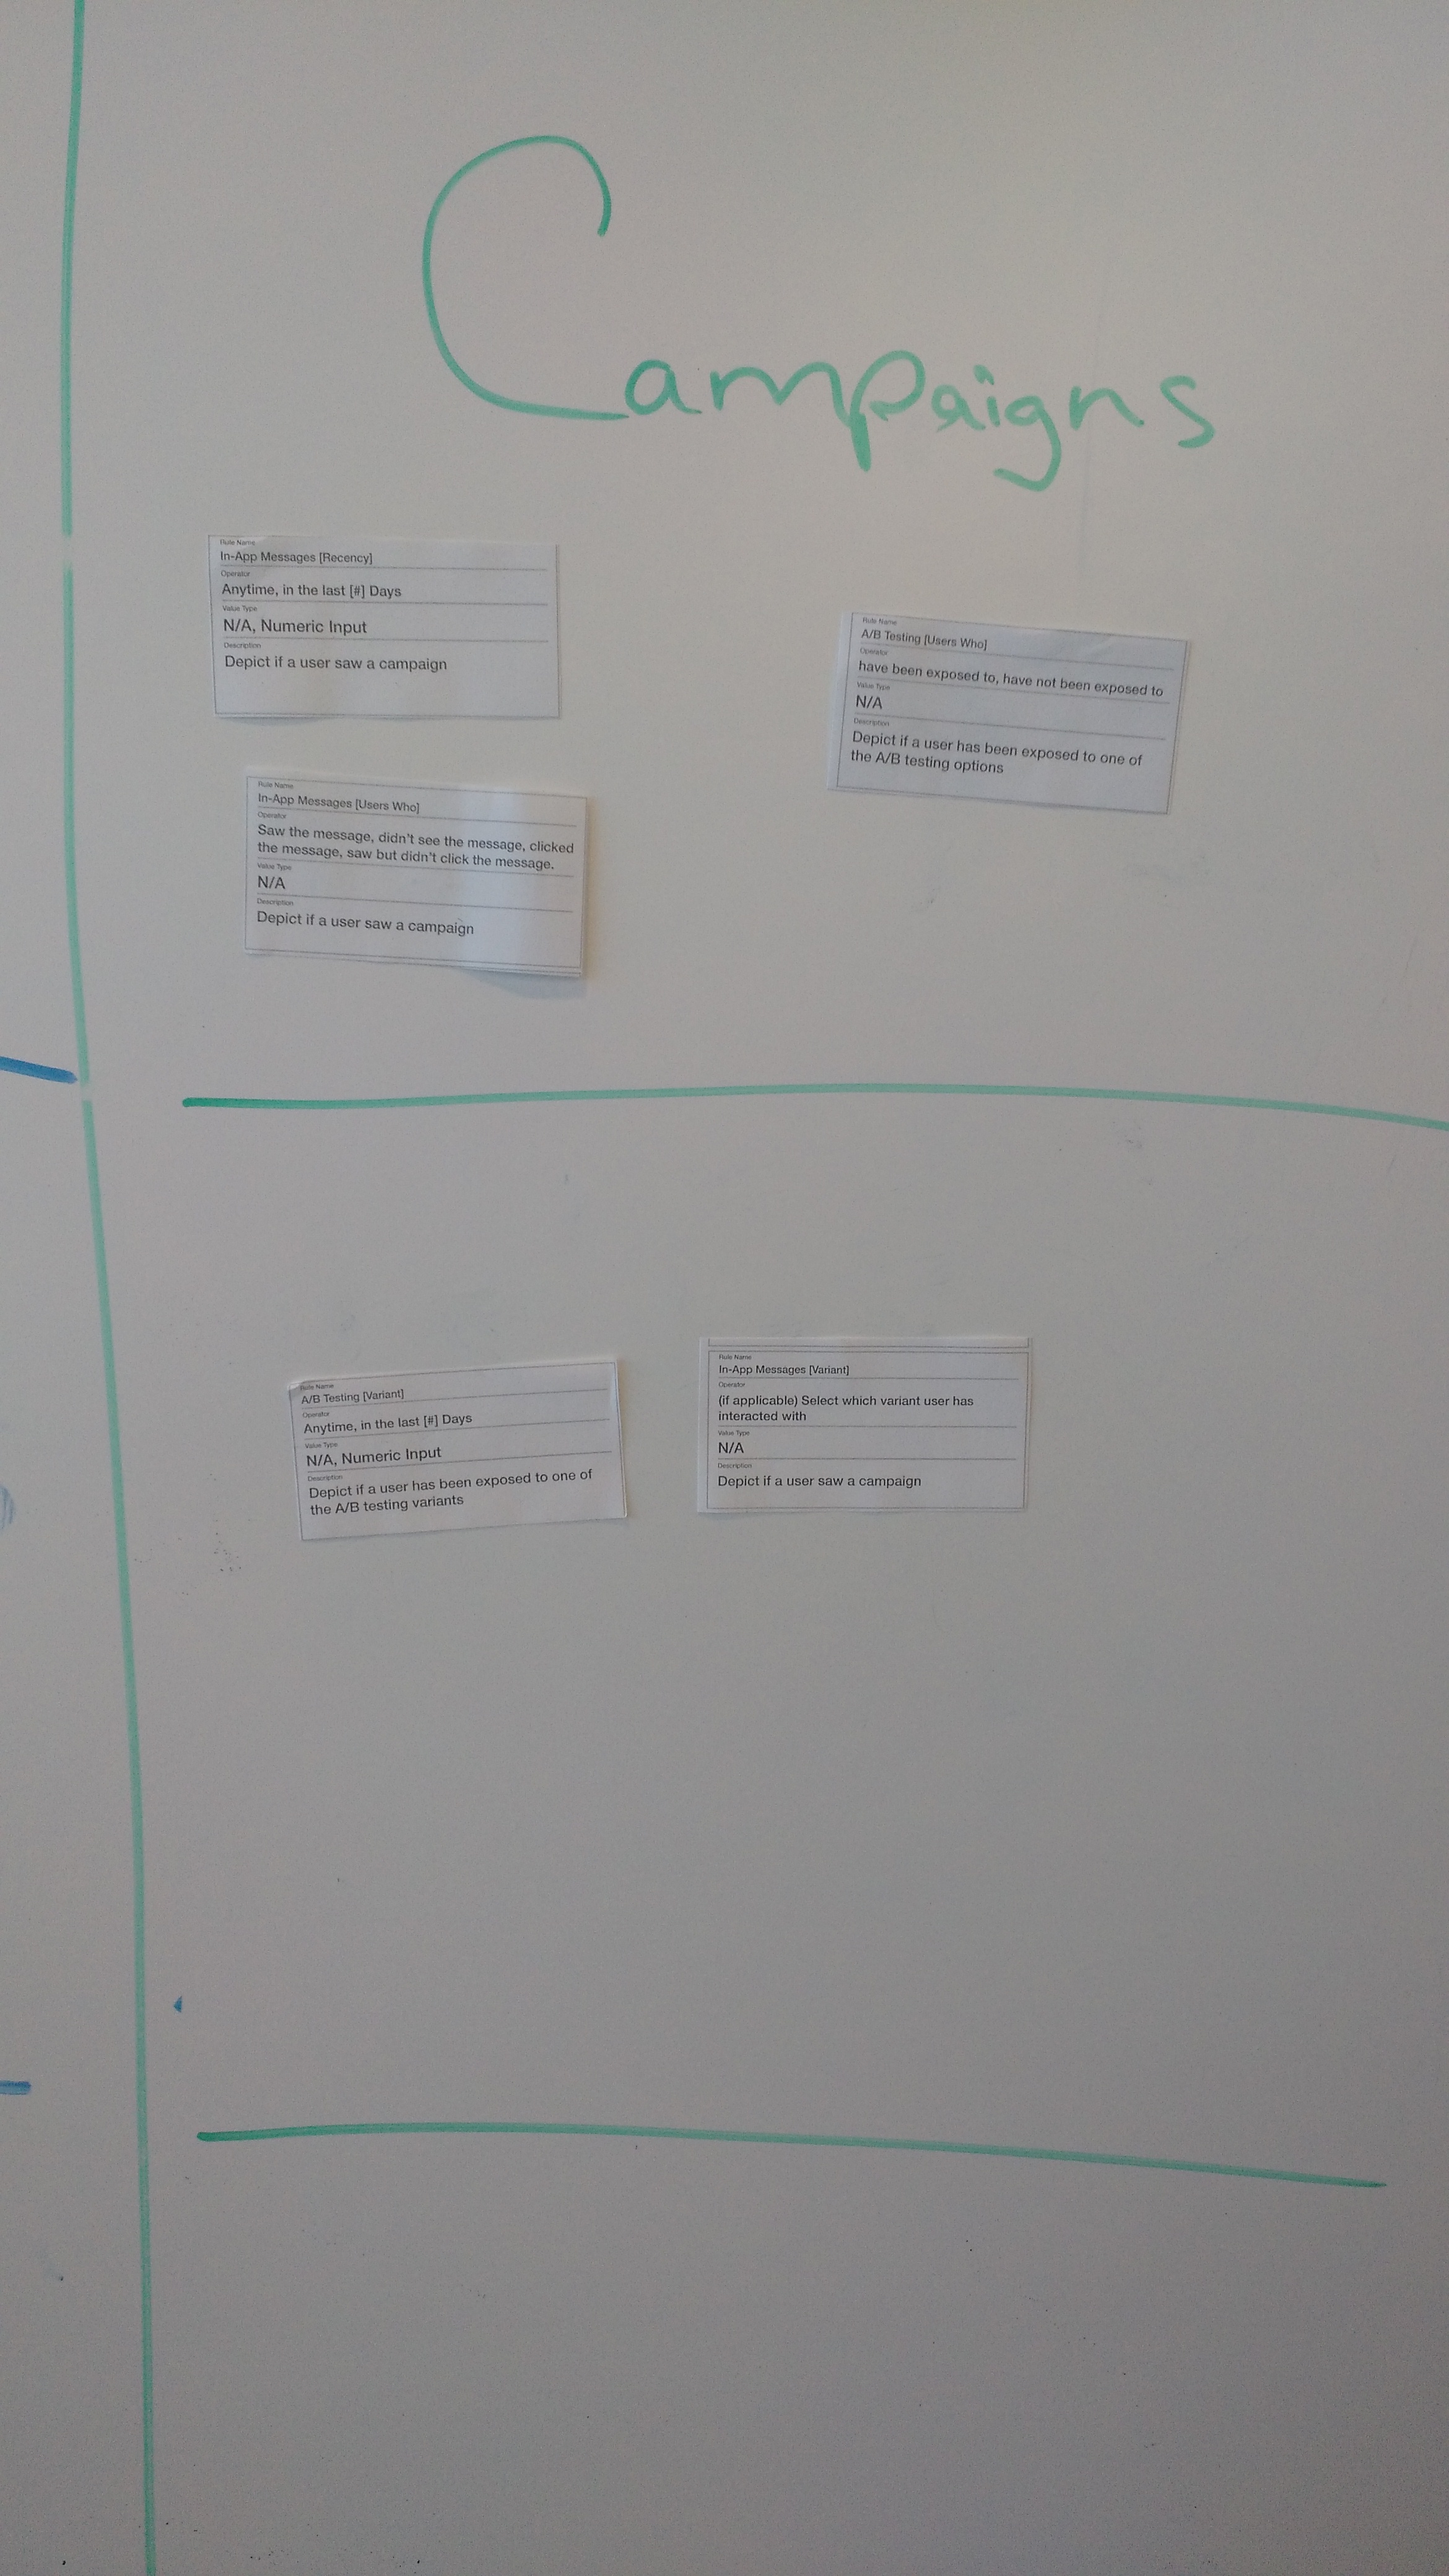 Campaigns
Rule Name
In-App Messages [Recency]
Operator
Anytime, in the last [#] Days
Value Type
N/A, Numeric Input
Description
Depict if a user saw a campaign
Rule Name
A/B Testing [Users Who]
Operator
have been exposed to, have not been exposed to
Value Type
N/A
Description
Depict if a user has been exposed to one of
the A/B testing options
Rule Name
In-App Messages [Users Who]
Operator
Saw the message, didn't see the message, clicked
the message, saw but didn't click the message.
Value Type
N/A
Description
Depict if a user saw a campaign
Rule Name
A/B Testing [Variant]
Operator
Anytime, in the last [#] Days
Value Type
N/A, Numeric Input
Description
Depict if a user has been exposed to one of
the A/B testing variants
Rule Name
In-App Messages [Variant]
Operator
(if applicable) Select which variant user has
interacted with
Value Type
N/A
Description
Depict if a user saw a campaign